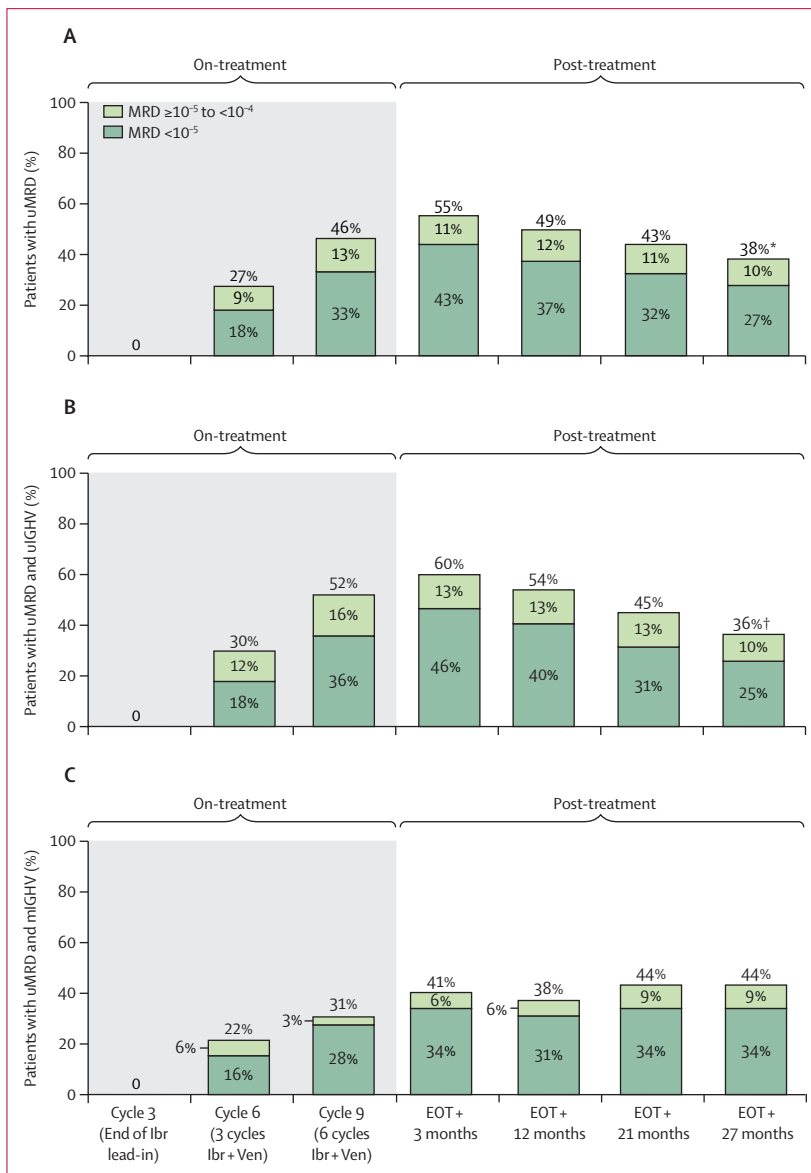 A
On-treatment
Post-treatment
Patients with uMRD (%)
100
80
60
40
20
0
MRD ≥10⁻⁵ to <10⁻⁴
MRD <10⁻⁵
0
27%
9%
18%
46%
13%
33%
55%
11%
43%
49%
12%
37%
43%
11%
32%
38%*
10%
27%
B
On-treatment
Post-treatment
Patients with uMRD and uIGHV (%)
100
80
60
40
20
0
0
30%
12%
18%
52%
16%
36%
60%
13%
46%
54%
13%
40%
45%
13%
31%
36%†
10%
25%
C
On-treatment
Post-treatment
Patients with uMRD and mIGHV (%)
100
80
60
40
20
0
0
22%
6%
16%
31%
3%
28%
41%
6%
34%
38%
6%
31%
44%
9%
34%
44%
9%
34%
Cycle 3
(End of Ibr
lead-in)
Cycle 6
(3 cycles
Ibr + Ven)
Cycle 9
(6 cycles
Ibr + Ven)
EOT +
3 months
EOT +
12 months
EOT +
21 months
EOT +
27 months